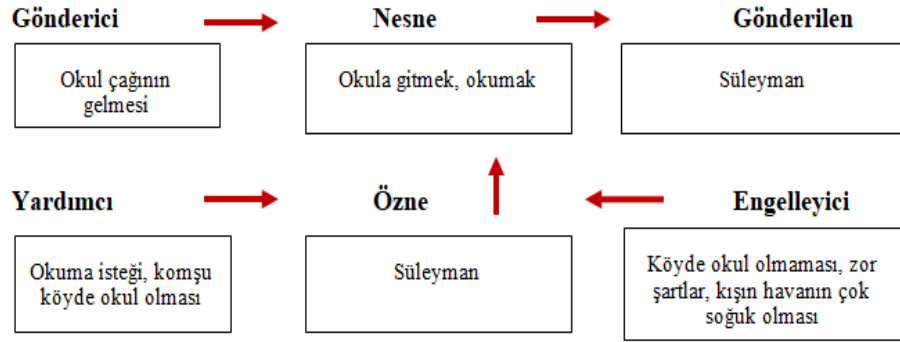 Gönderici
Nesne
Gönderilen
Okul çağının
gelmesi
Okula gitmek, okumak
Süleyman
Yardımcı
Özne
Engelleyici
Okuma isteği, komşu
köyde okul olması
Süleyman
Köyde okul olmaması, zor
şartlar, kışın havanın çok
soğuk olması